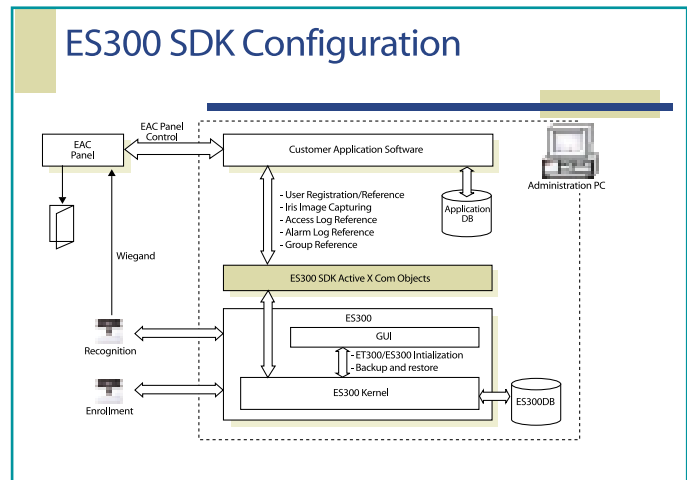 ES300 SDK Configuration
EAC Panel
Control
EAC
Panel
Customer Application Software
Administration PC
- User Registration/Reference
- Iris Image Capturing
- Access Log Reference
- Alarm Log Reference
- Group Reference
Application
DB
Wiegand
ES300 SDK Active X Com Objects
ES300
GUI
Recognition
- ET300/ES300 Intialization
- Backup and restore
ES300 Kernel
ES300DB
Enrollment